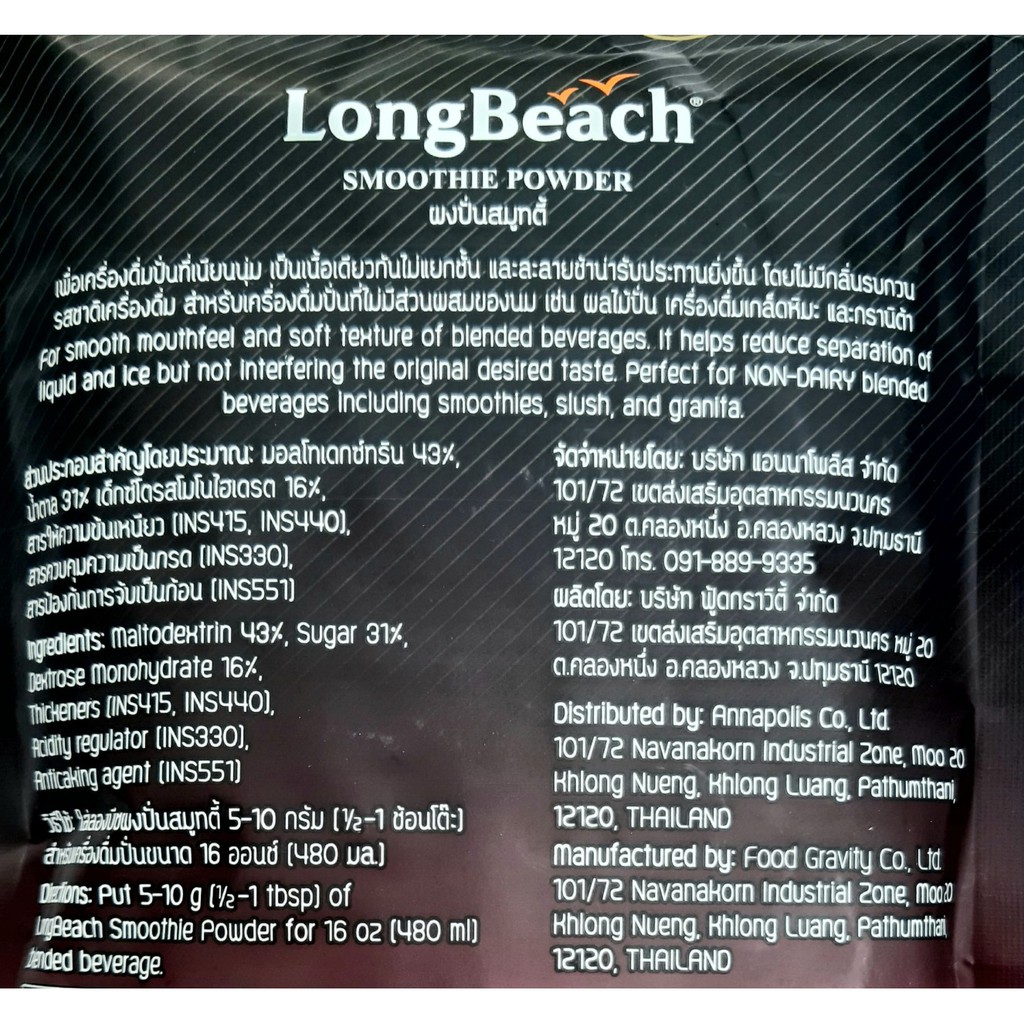 LongBeach®
SMOOTHIE POWDER
ผงปั่นสมูทตี้
เพื่อเครื่องดื่มปั่นที่เนียนนุ่ม เป็นเนื้อเดียวกันไม่แยกชั้น และละลายช้าน่ารับประทานยิ่งขึ้น โดยไม่มีกลิ่นรบกวน
รสชาติเครื่องดื่ม สำหรับเครื่องดื่มปั่นที่ไม่มีส่วนผสมของนม เช่น ผลไม้ปั่น เครื่องดื่มเกล็ดหิมะ และกรานิต้า
For smooth mouthfeel and soft texture of blended beverages. It helps reduce separation of
liquid and ice but not interfering the original desired taste. Perfect for NON-DAIRY blended
beverages including smoothies, slush, and granita.
ส่วนประกอบสำคัญโดยประมาณ: มอลโทเดกซ์ทริน 43%,
น้ำตาล 31% เด็กซ์โตรสโมโนไฮเดรต 16%,
สารให้ความข้นเหนียว (INS415, INS440),
สารควบคุมความเป็นกรด (INS330),
สารป้องกันการจับเป็นก้อน (INS551)
Ingredients: Maltodextrin 43%, Sugar 31%,
Dextrose Monohydrate 16%,
Thickeners (INS415, INS440),
Acidity regulator (INS330),
Anticaking agent (INS551)
วิธีใช้: ใส่ลองบีชผงปั่นสมูทตี้ 5-10 กรัม (½-1 ช้อนโต๊ะ)
สำหรับเครื่องดื่มปั่นขนาด 16 ออนซ์ (480 มล.)
Directions: Put 5-10 g (½-1 tbsp) of
LongBeach Smoothie Powder for 16 oz (480 ml)
blended beverage.
จัดจำหน่ายโดย: บริษัท แอนนาโพลิส จำกัด
101/72 เขตส่งเสริมอุตสาหกรรมนวนคร
หมู่ 20 ต.คลองหนึ่ง อ.คลองหลวง จ.ปทุมธานี
12120 โทร. 091-889-9335
ผลิตโดย: บริษัท ฟู้ดกราวิตี้ จำกัด
101/72 เขตส่งเสริมอุตสาหกรรมนวนคร หมู่ 20
ต.คลองหนึ่ง อ.คลองหลวง จ.ปทุมธานี 12120
Distributed by: Annapolis Co., Ltd.
101/72 Navanakorn Industrial Zone, Moo 20
Khlong Nueng, Khlong Luang, Pathumthani,
12120, THAILAND
Manufactured by: Food Gravity Co., Ltd.
101/72 Navanakorn Industrial Zone, Moo 20
Khlong Nueng, Khlong Luang, Pathumthani,
12120, THAILAND